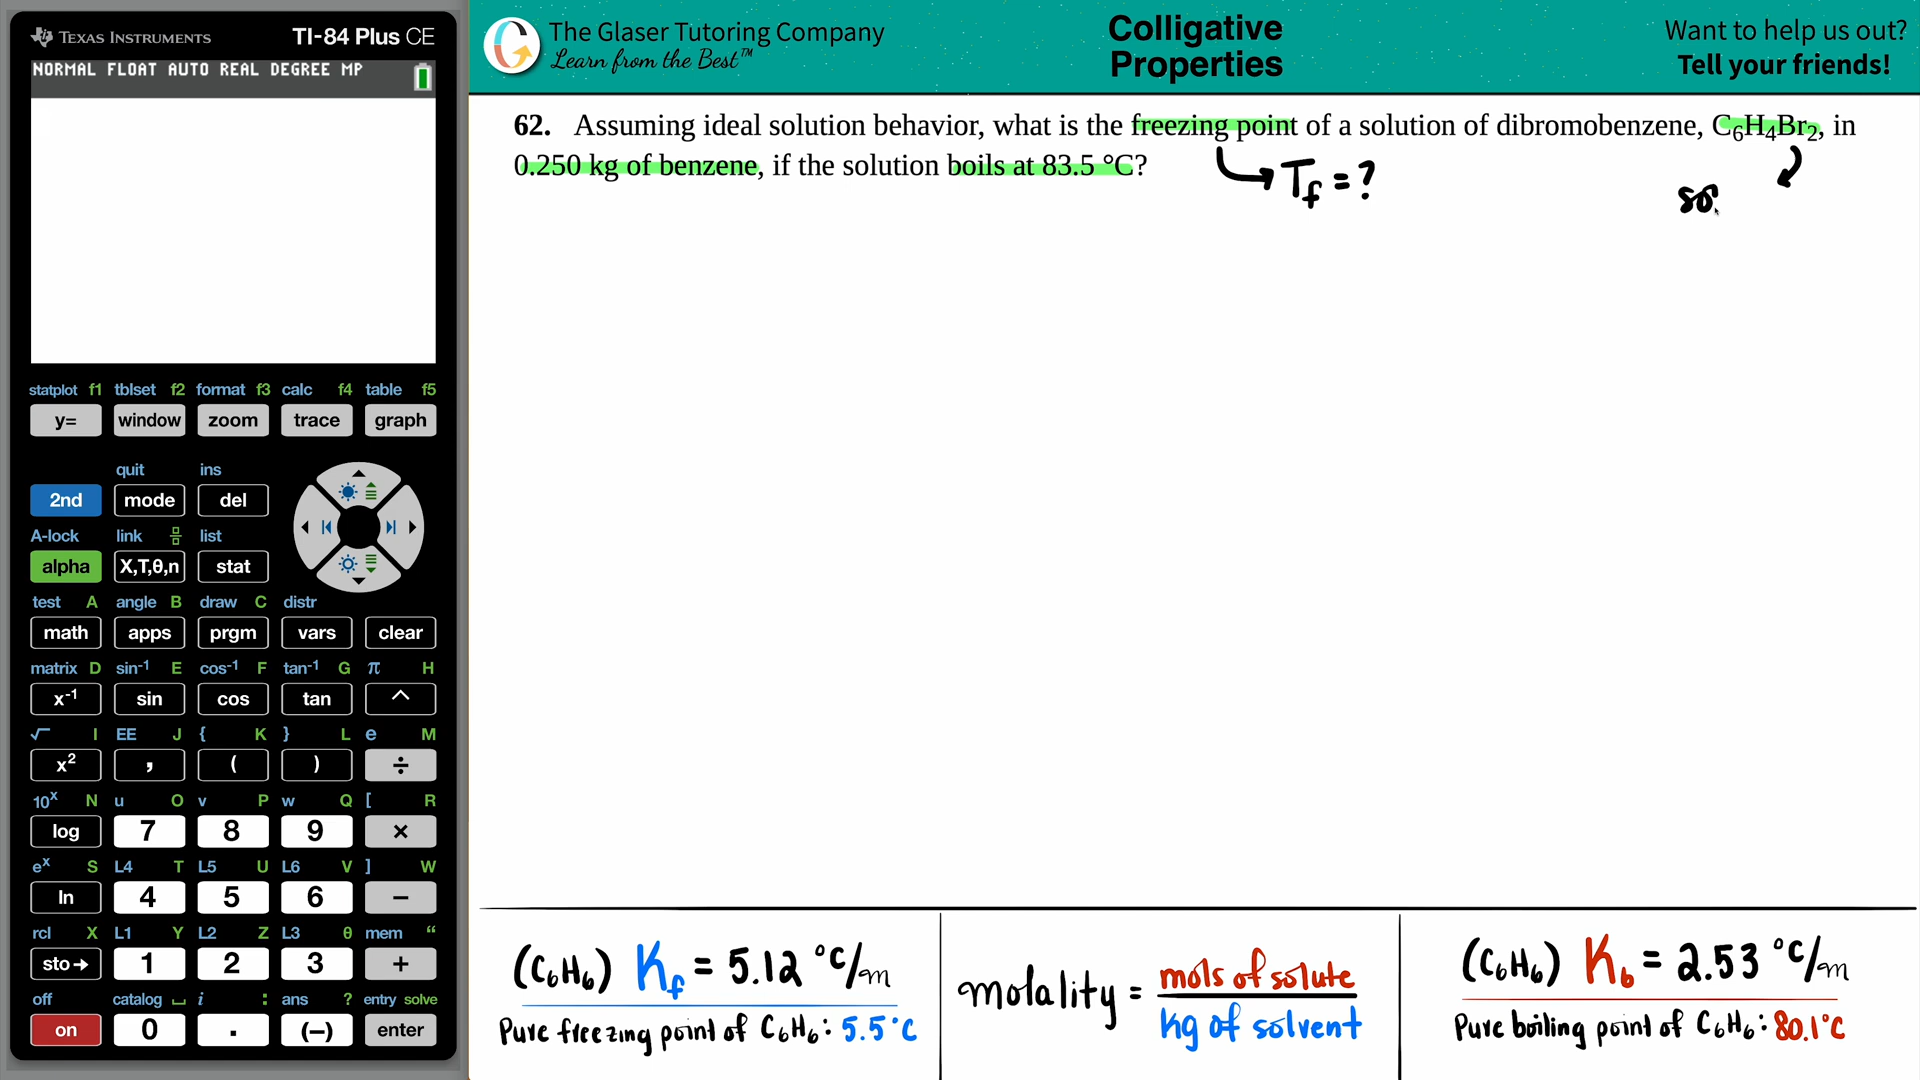 TEXAS INSTRUMENTS TI-84 Plus CE
NORMAL FLOAT AUTO REAL DEGREE MP
statplot f1 tblset f2 format f3 calc f4 table f5
y= window zoom trace graph
quit ins
2nd mode del
A-lock link list
alpha X,T,θ,n stat
test A angle B draw C distr
math apps prgm vars clear
matrix D sin⁻¹ E cos⁻¹ F tan⁻¹ G π H
x⁻¹ sin cos tan ^
√ I EE J { K } L e M
x² , ( ) ÷
10ˣ N u O v P w Q [ R
log 7 8 9 ×
eˣ S L4 T L5 U L6 V ] W
ln 4 5 6 −
rcl X L1 Y L2 Z L3 θ mem “
sto→ 1 2 3 +
off catalog ⎵ i : ans ? entry solve
on 0 . (−) enter
The Glaser Tutoring Company
Learn from the Best™
Colligative
Properties
Want to help us out?
Tell your friends!
62. Assuming ideal solution behavior, what is the freezing point of a solution of dibromobenzene, C₆H₄Br₂, in
0.250 kg of benzene, if the solution boils at 83.5 °C?
T_f = ?
(C₆H₆) K_f = 5.12 °C/m
Pure freezing point of C₆H₆: 5.5°C
molality = mols of solute
kg of solvent
(C₆H₆) K_b = 2.53 °C/m
Pure boiling point of C₆H₆: 80.1°C